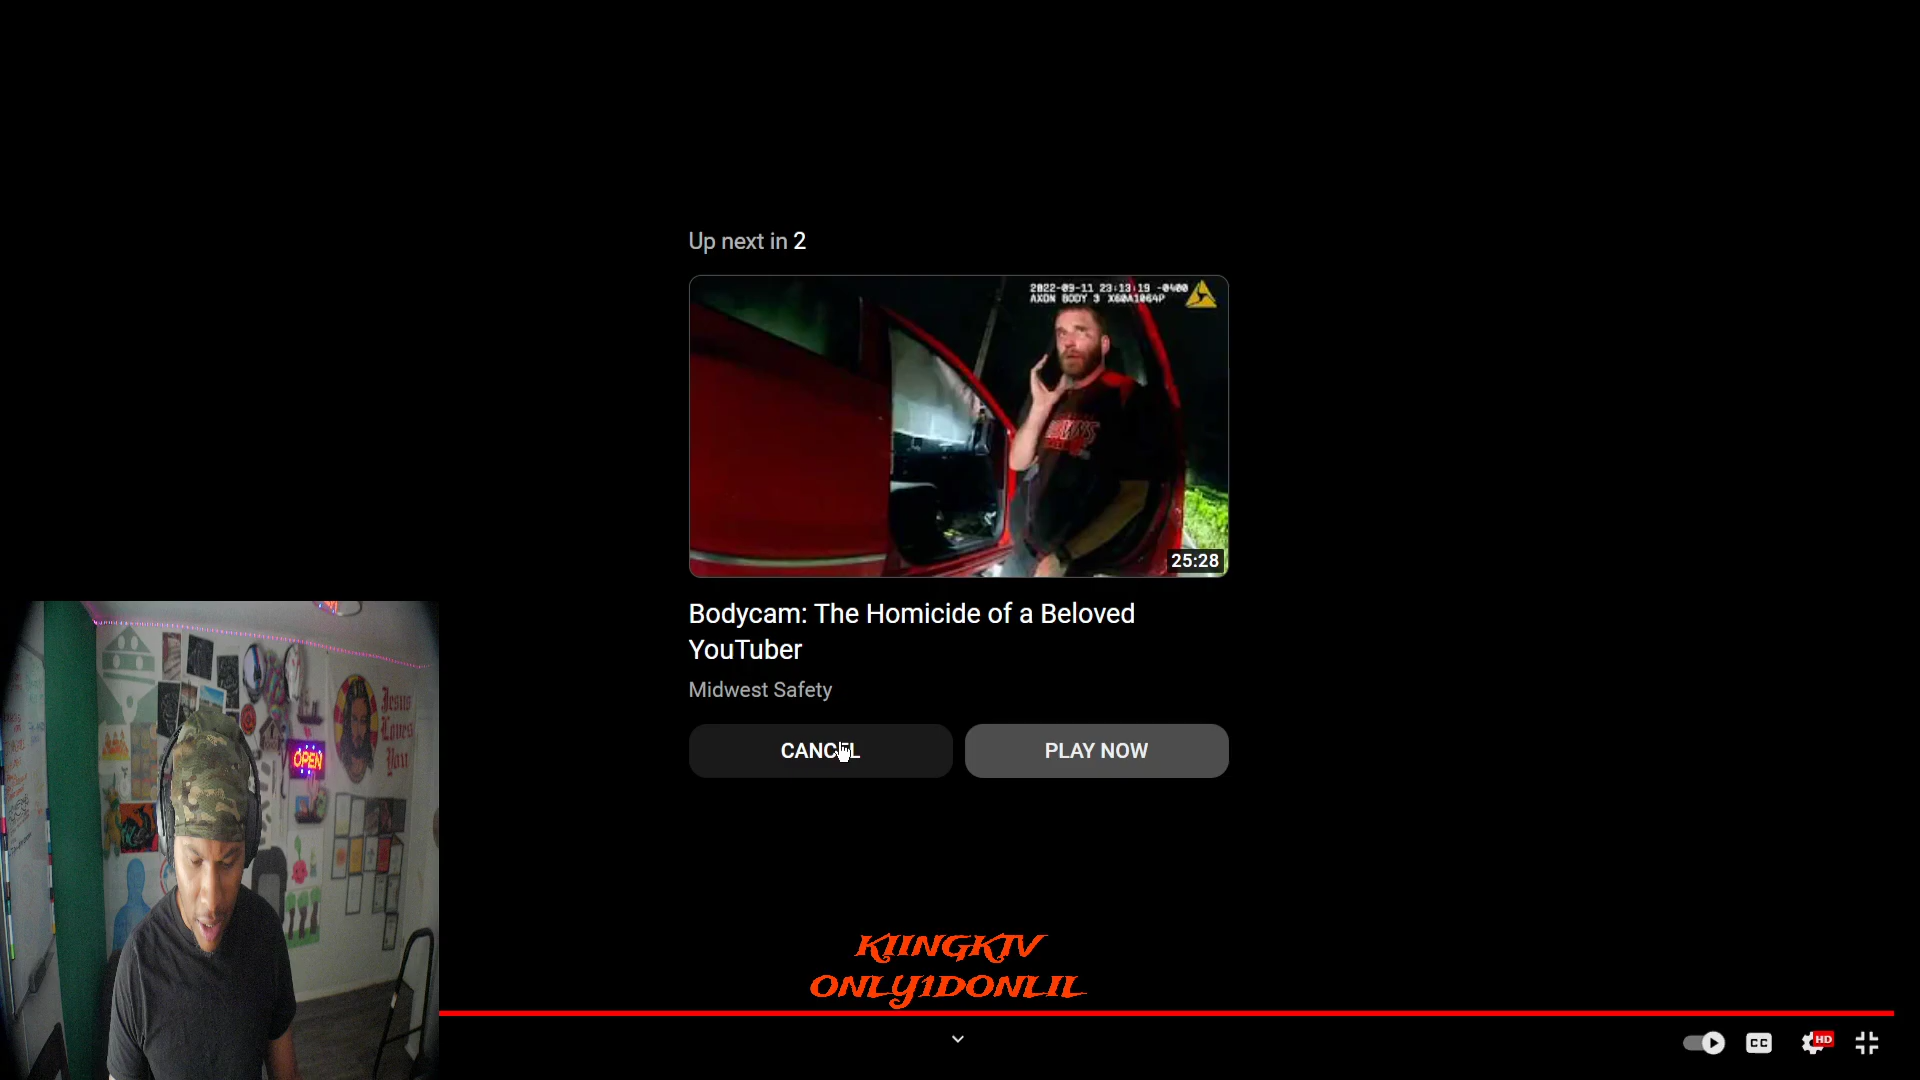 Up next in 2
2022-09-11 23:13:19 -0400
AXON BODY 3 X60A1064P
25:28
Bodycam: The Homicide of a Beloved
YouTuber
Midwest Safety
CANCEL
PLAY NOW
Jesus
Loves
You
OPEN
KIINGKTV
ONLY1DONLIL
CC
HD